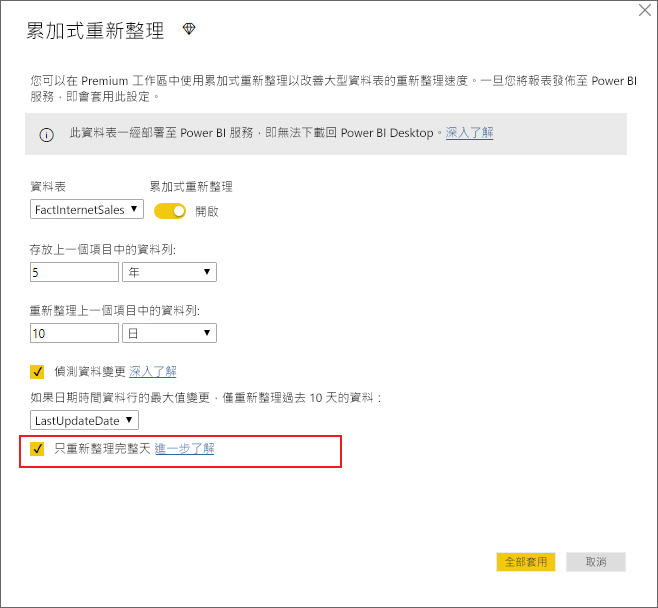 累加式重新整理
您可以在 Premium 工作區中使用累加式重新整理以改善大型資料表的重新整理速度。一旦您將報表發佈至 Power BI
服務，即會套用此設定。
此資料表一經部署至 Power BI 服務，即無法下載回 Power BI Desktop。深入了解
資料表 累加式重新整理
FactInternetSales 開啟
存放上一個項目中的資料列:
5 年
重新整理上一個項目中的資料列:
10 日
偵測資料變更 深入了解
如果日期時間資料行的最大值變更，僅重新整理過去 10 天的資料：
LastUpdateDate
只重新整理完整天 進一步了解
全部套用 取消